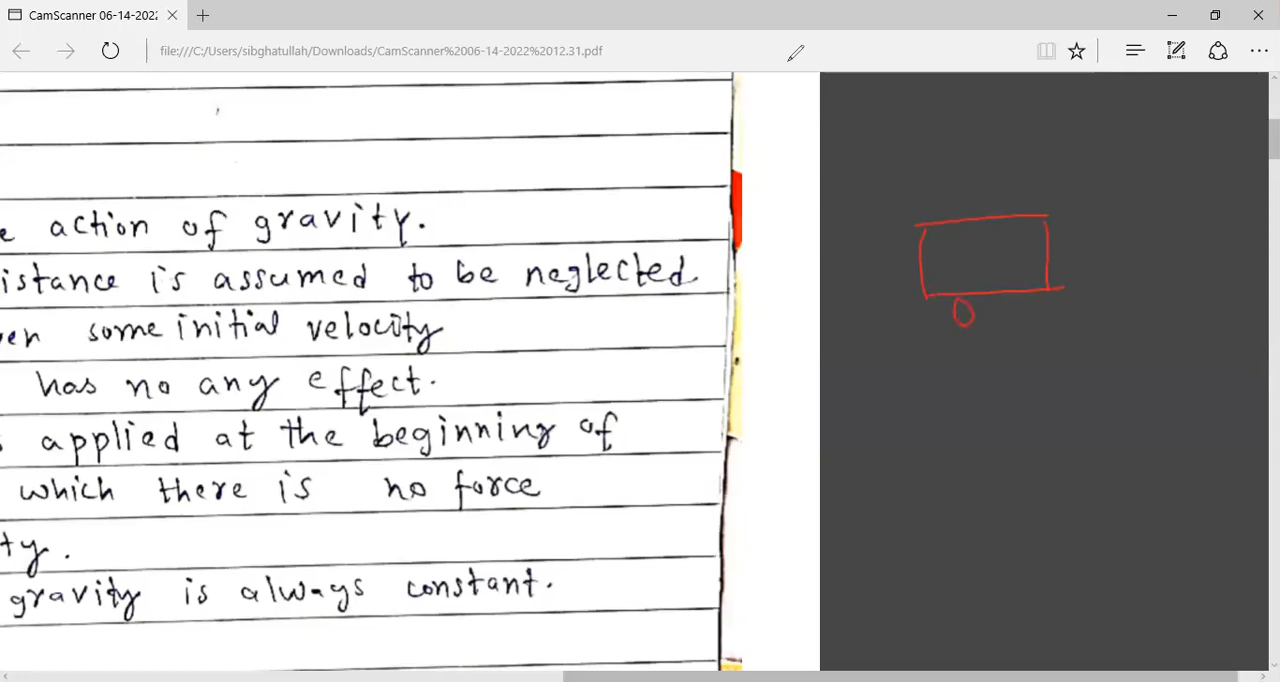 CamScanner 06-14-202
file:///C:/Users/sibghatullah/Downloads/CamScanner%2006-14-2022%2012.31.pdf
action of gravity.
istance is assumed to be neglected
en some initial velocity
has no any effect.
s applied at the beginning of
which there is no force
ty.
gravity is always constant.